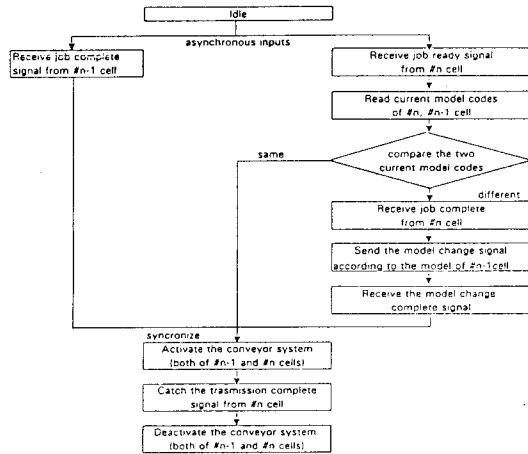 Idle
asynchronous inputs
Receive job complete
signal from #n-1 cell
Receive job ready signal
from #n cell
Read current model codes
of #n, #n-1 cell
compare the two
current model codes
same
different
Receive job complete
from #n cell
Send the model change signal
according to the model of #n-1cell
Receive the model change
complete signal
syncronize
Activate the conveyor system
(both of #n-1 and #n cells)
Catch the trasmission complete
signal from #n cell
Deactivate the conveyor system
(both of #n-1 and #n cells)